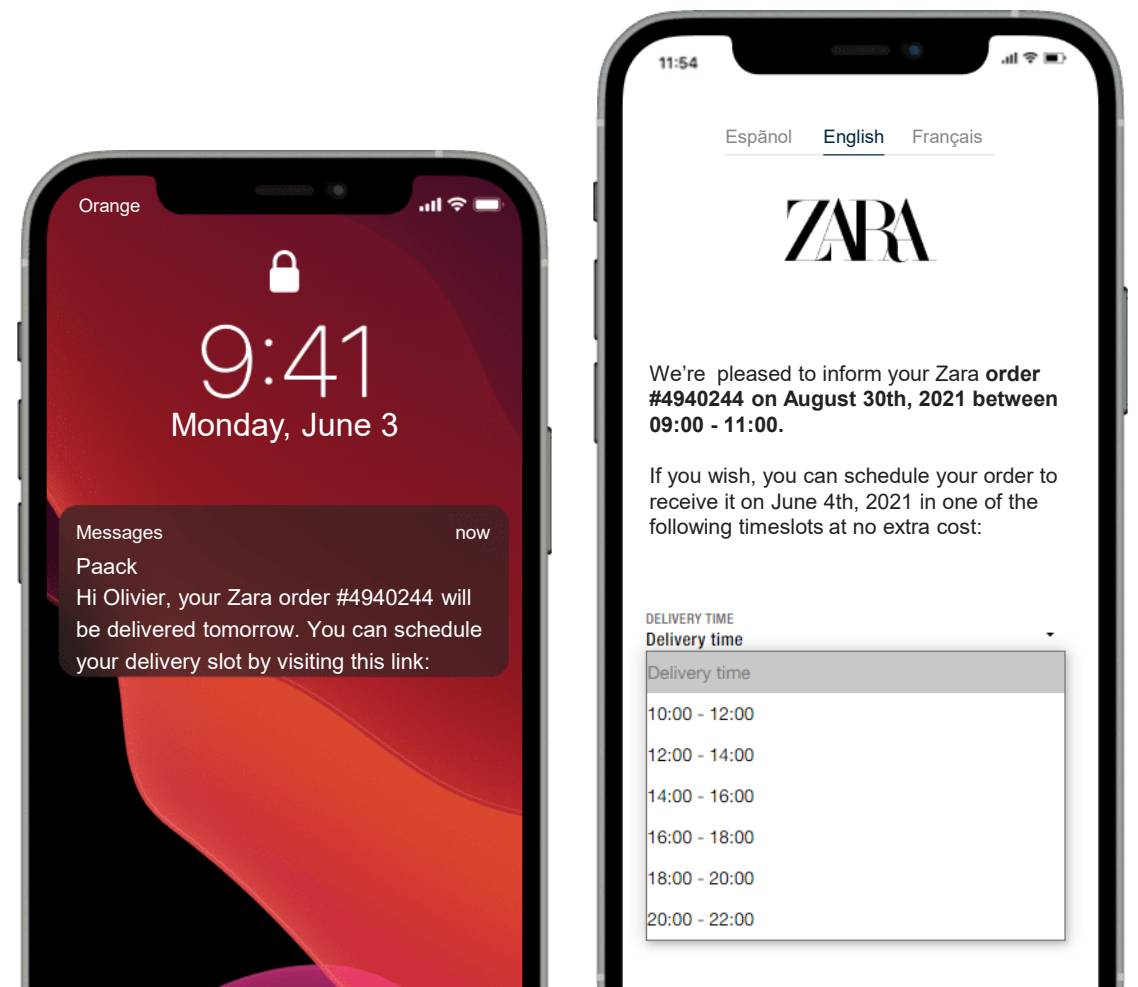 Orange
9:41
Monday, June 3
Messages now
Paack
Hi Olivier, your Zara order #4940244 will
be delivered tomorrow. You can schedule
your delivery slot by visiting this link:
11:54
Espãnol English Français
ZARA
We’re  pleased to inform your Zara order
#4940244 on August 30th, 2021 between
09:00 - 11:00.
If you wish, you can schedule your order to
receive it on June 4th, 2021 in one of the
following timeslots at no extra cost:
DELIVERY TIME
Delivery time
Delivery time
10:00 - 12:00
12:00 - 14:00
14:00 - 16:00
16:00 - 18:00
18:00 - 20:00
20:00 - 22:00